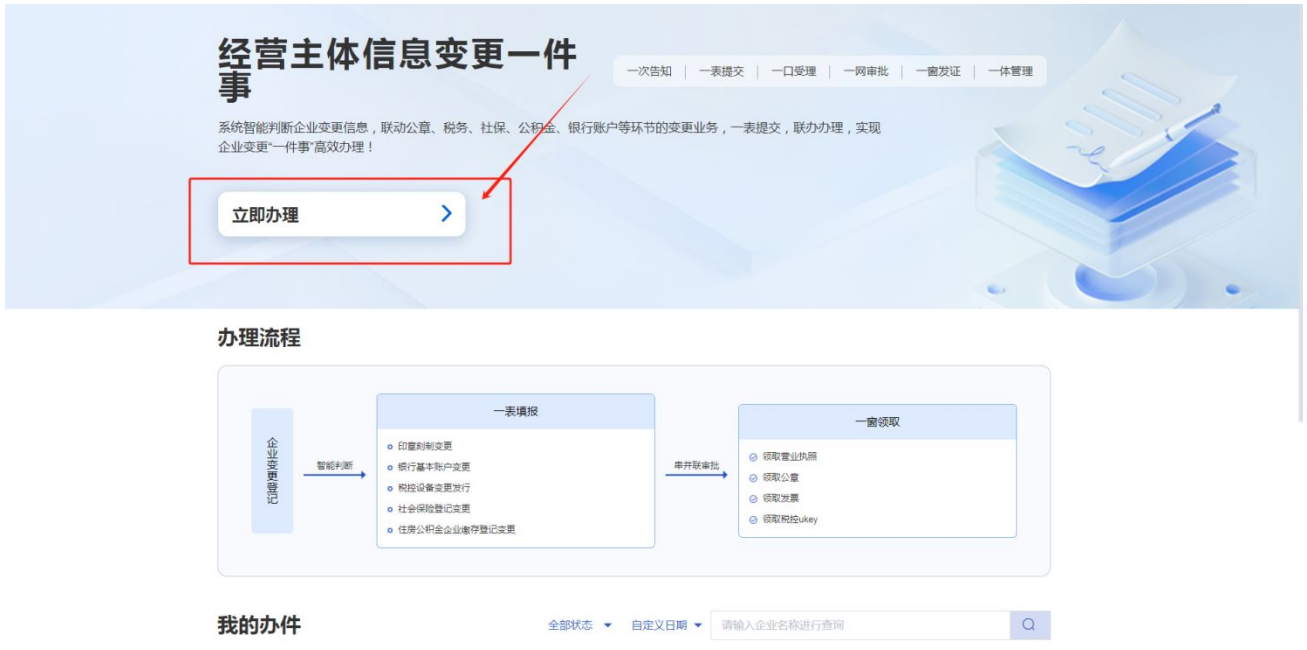 经营主体信息变更一件
事
一次告知 | 一表提交 | 一口受理 | 一网审批 | 一窗发证 | 一体管理
系统智能判断企业变更信息，联动公章、税务、社保、公积金、银行账户等环节的变更业务，一表提交，联办办理，实现
企业变更“一件事”高效办理！
立即办理
办理流程
企业变更登记
智能判断
一表填报
印章刻制变更
银行基本账户变更
税控设备变更发行
社会保险登记变更
住房公积金企业缴存登记变更
串并联审批
一窗领取
领取营业执照
领取公章
领取发票
领取税控ukey
我的办件
全部状态
自定义日期
请输入企业名称进行查询